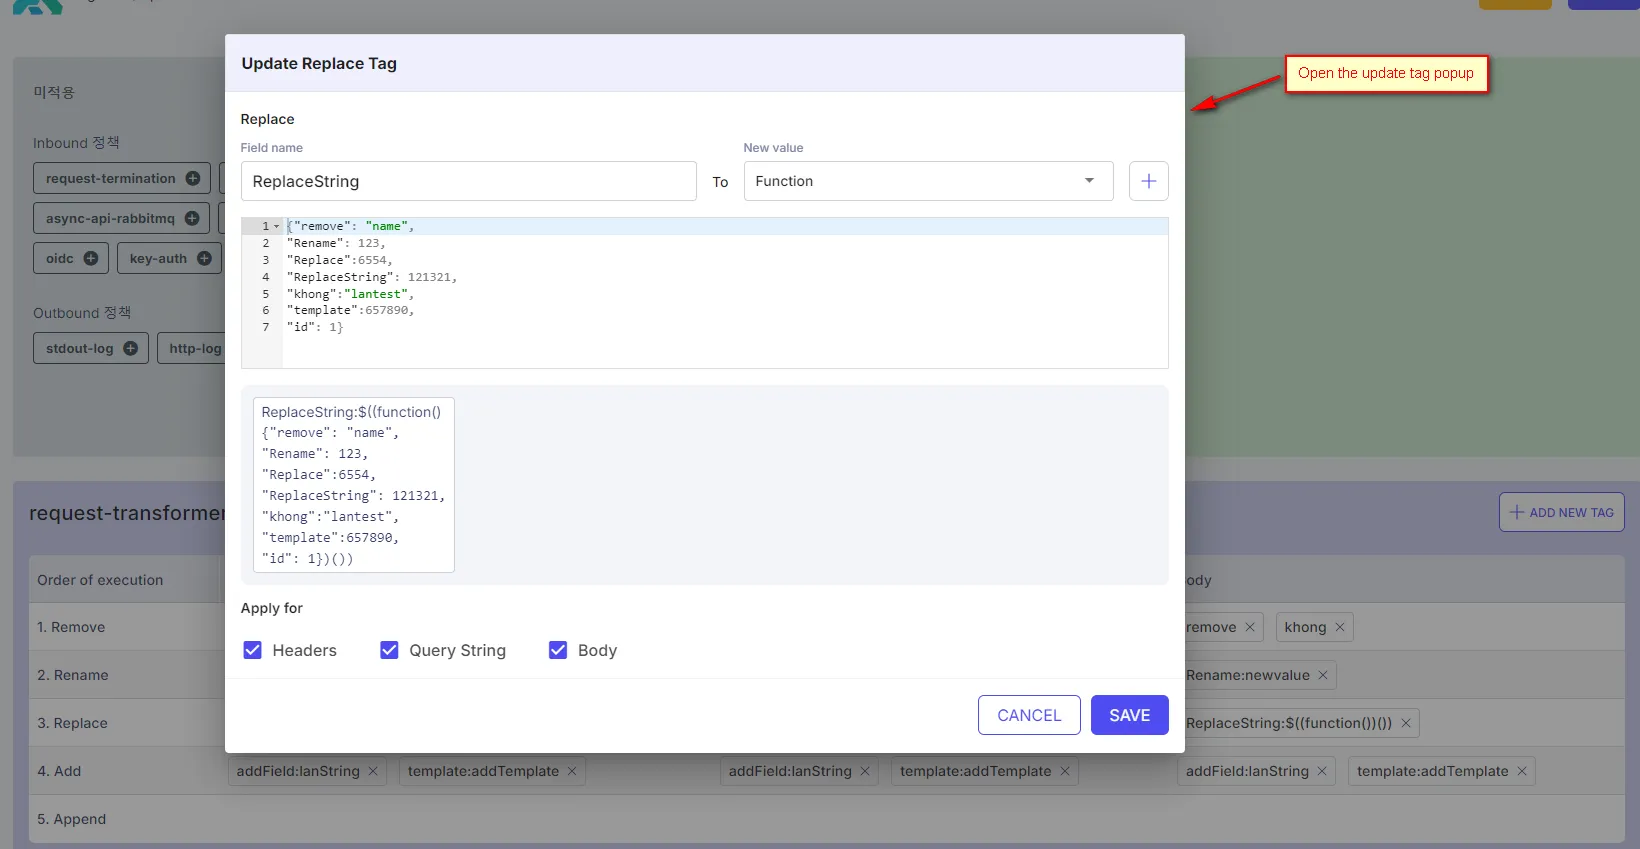 Update Replace Tag
Open the update tag popup
미적용
Replace
Inbound 정책
Field name
New value
request-termination
ReplaceString
To
Function
async-api-rabbitmq
1 {"remove": "name",
2 "Rename": 123,
3 "Replace":6554,
4 "ReplaceString": 121321,
5 "khong":"lantest",
6 "template":657890,
7 "id": 1}
oidc
key-auth
Outbound 정책
stdout-log
http-log
ReplaceString:$((function()
{"remove": "name",
"Rename": 123,
"Replace":6554,
"ReplaceString": 121321,
"khong":"lantest",
"template":657890,
"id": 1})())
request-transformer
ADD NEW TAG
Apply for
Headers
Query String
Body
CANCEL
SAVE
Order of execution
ody
1. Remove
remove
khong
2. Rename
Rename:newvalue
3. Replace
ReplaceString:$((function())())
4. Add
addField:lanString
template:addTemplate
addField:lanString
template:addTemplate
addField:lanString
template:addTemplate
5. Append